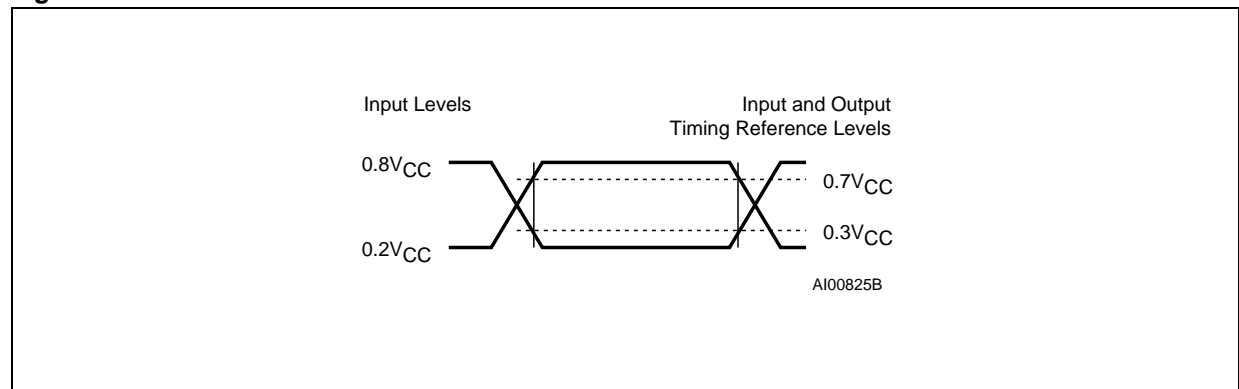 Input Levels
Input and Output
Timing Reference Levels
0.8VCC
0.7VCC
0.3VCC
0.2VCC
AI00825B